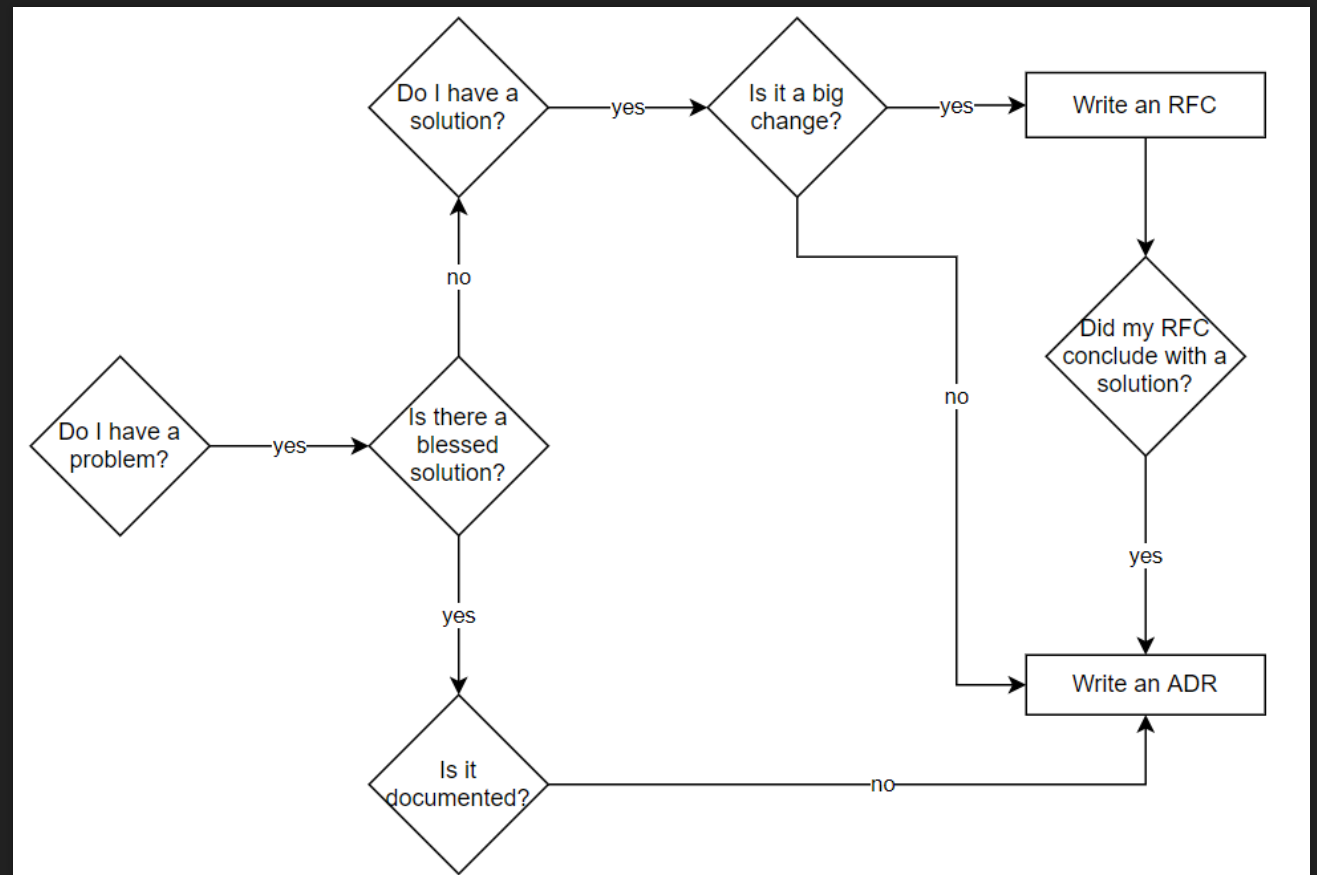 Do I have a
solution?
yes
Is it a big
change?
yes
Write an RFC
no
Did my RFC
conclude with a
solution?
no
Do I have a
problem?
yes
Is there a
blessed
solution?
yes
yes
Write an ADR
Is it
documented?
no